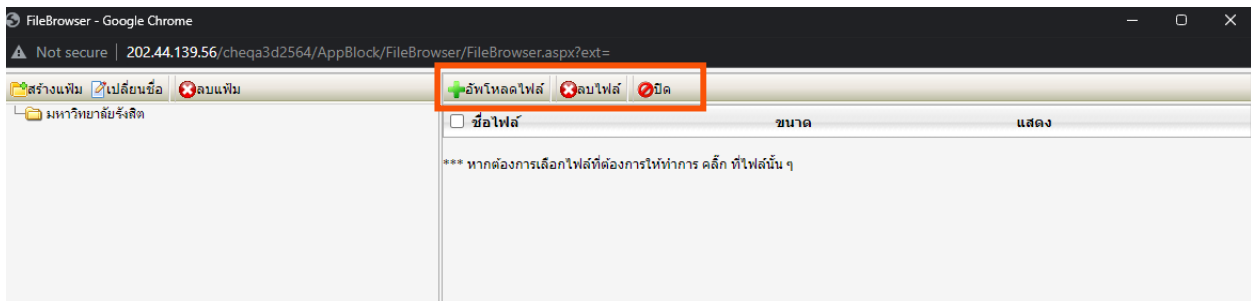 FileBrowser - Google Chrome
Not secure | 202.44.139.56/cheqa3d2564/AppBlock/FileBrowser/FileBrowser.aspx?ext=
สร้างแฟ้ม เปลี่ยนชื่อ ลบแฟ้ม
อัพโหลดไฟล์ ลบไฟล์ ปิด
มหาวิทยาลัยรังสิต
ชื่อไฟล์ ขนาด แสดง
*** หากต้องการเลือกไฟล์ที่ต้องการให้ทำการ คลิ๊ก ที่ไฟล์นั้น ๆ